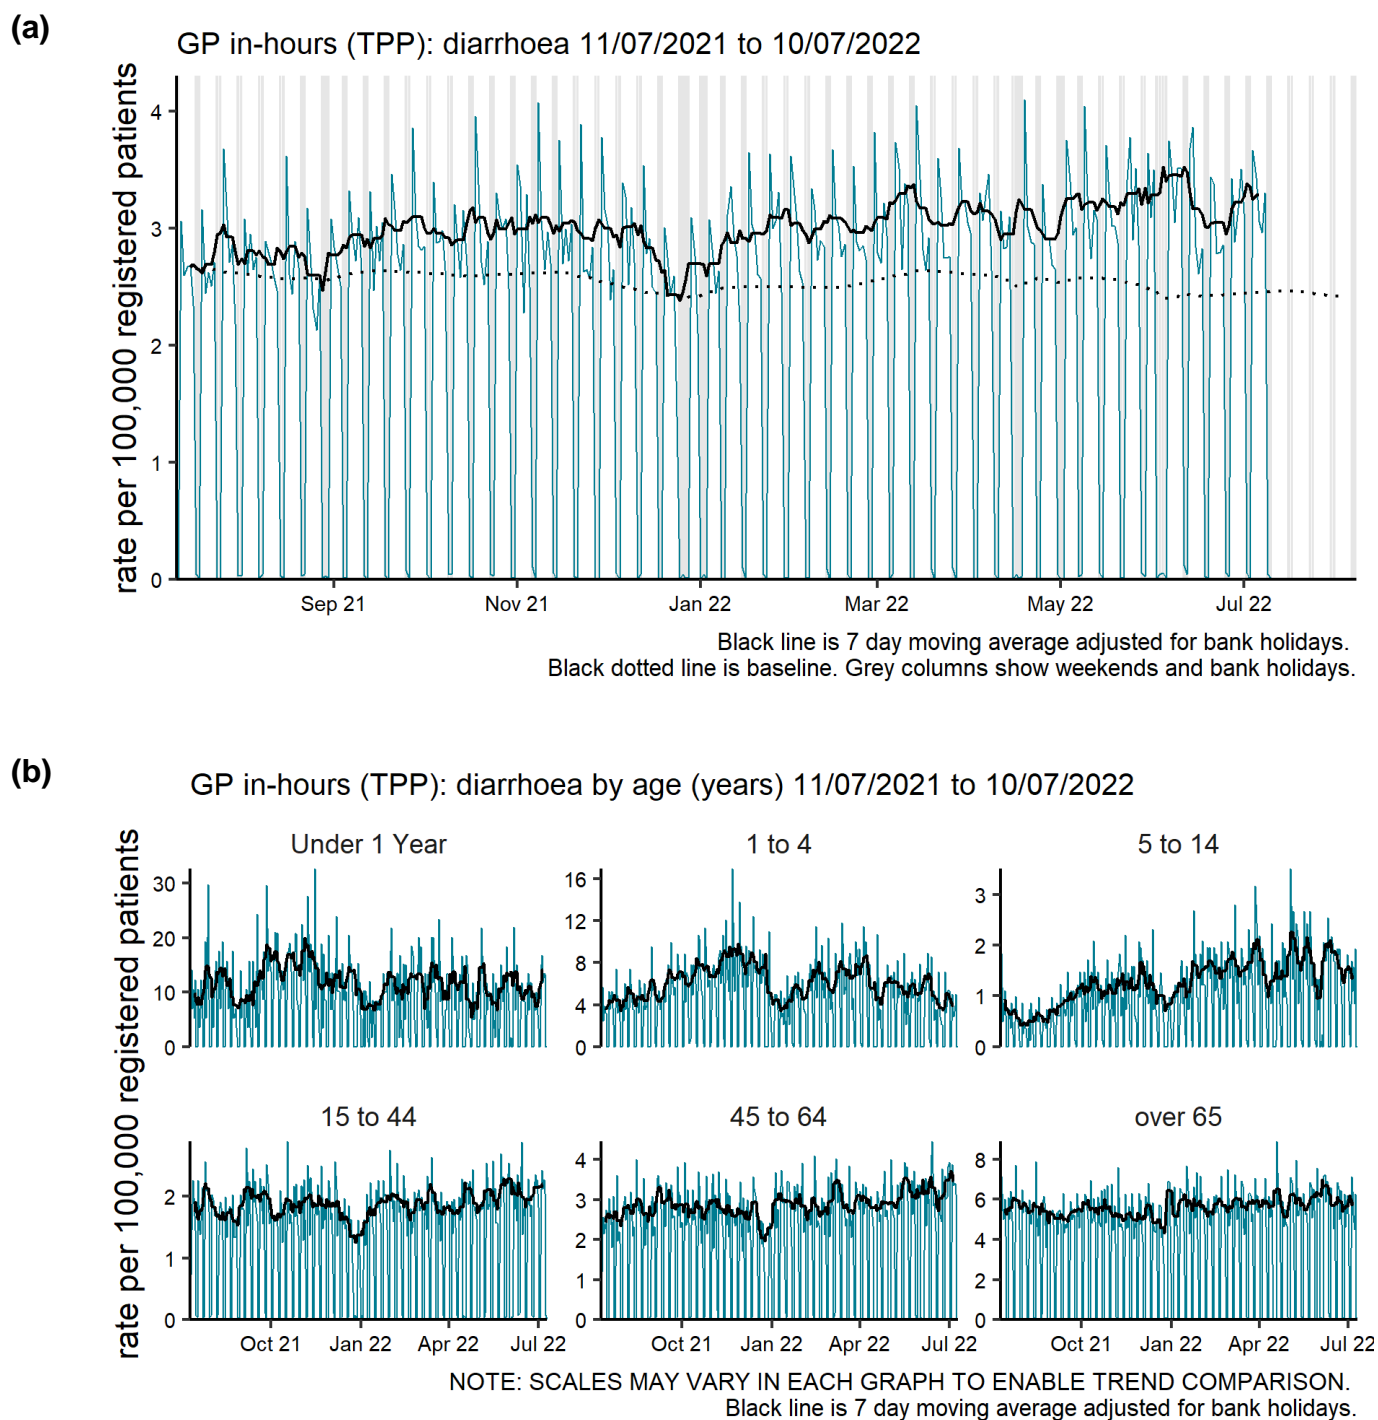 (a)
GP in-hours (TPP): diarrhoea 11/07/2021 to 10/07/2022
rate per 100,000 registered patients
4
3
2
1
0
Sep 21 Nov 21 Jan 22 Mar 22 May 22 Jul 22
Black line is 7 day moving average adjusted for bank holidays.
Black dotted line is baseline. Grey columns show weekends and bank holidays.
(b)
GP in-hours (TPP): diarrhoea by age (years) 11/07/2021 to 10/07/2022
rate per 100,000 registered patients
Under 1 Year
30
20
10
0
1 to 4
16
12
8
4
0
5 to 14
3
2
1
0
15 to 44
2
1
0
Oct 21 Jan 22 Apr 22 Jul 22
45 to 64
4
3
2
1
0
Oct 21 Jan 22 Apr 22 Jul 22
over 65
8
6
4
2
0
Oct 21 Jan 22 Apr 22 Jul 22
NOTE: SCALES MAY VARY IN EACH GRAPH TO ENABLE TREND COMPARISON.
Black line is 7 day moving average adjusted for bank holidays.